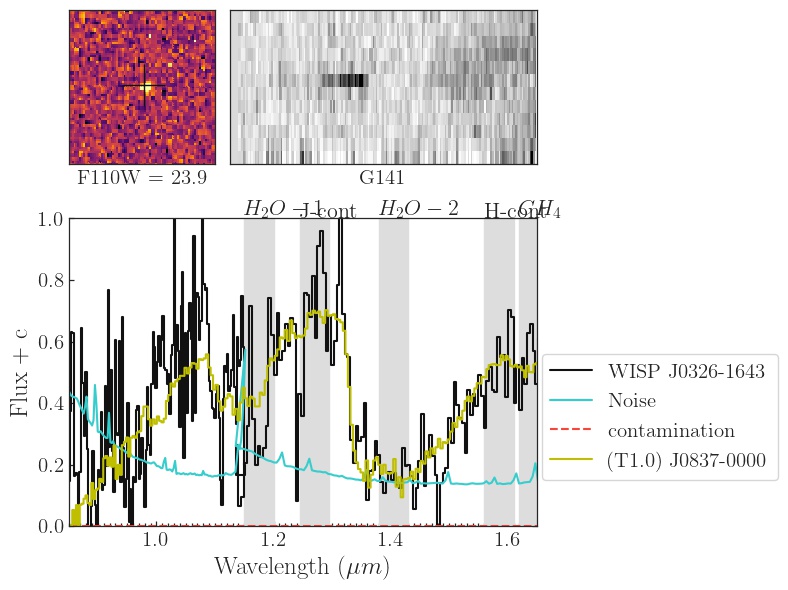 F110W = 23.9
G141
H₂O − 1
J-cont
H₂O − 2
H-cont
CH₄
1.0
0.8
0.6
0.4
0.2
0.0
Flux + c
1.0
1.2
1.4
1.6
Wavelength (μm)
WISP J0326-1643
Noise
contamination
(T1.0) J0837-0000